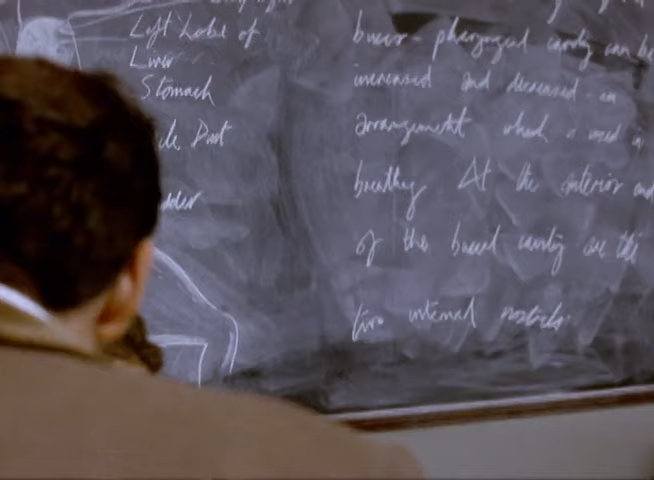 Left Lobe of
Liver
Stomach
Duct
bucco-pharyngeal cavity can be
increased and decreased - an
arrangement which is used in
breathing At the anterior end
of the buccal cavity are the
two internal nostrils.